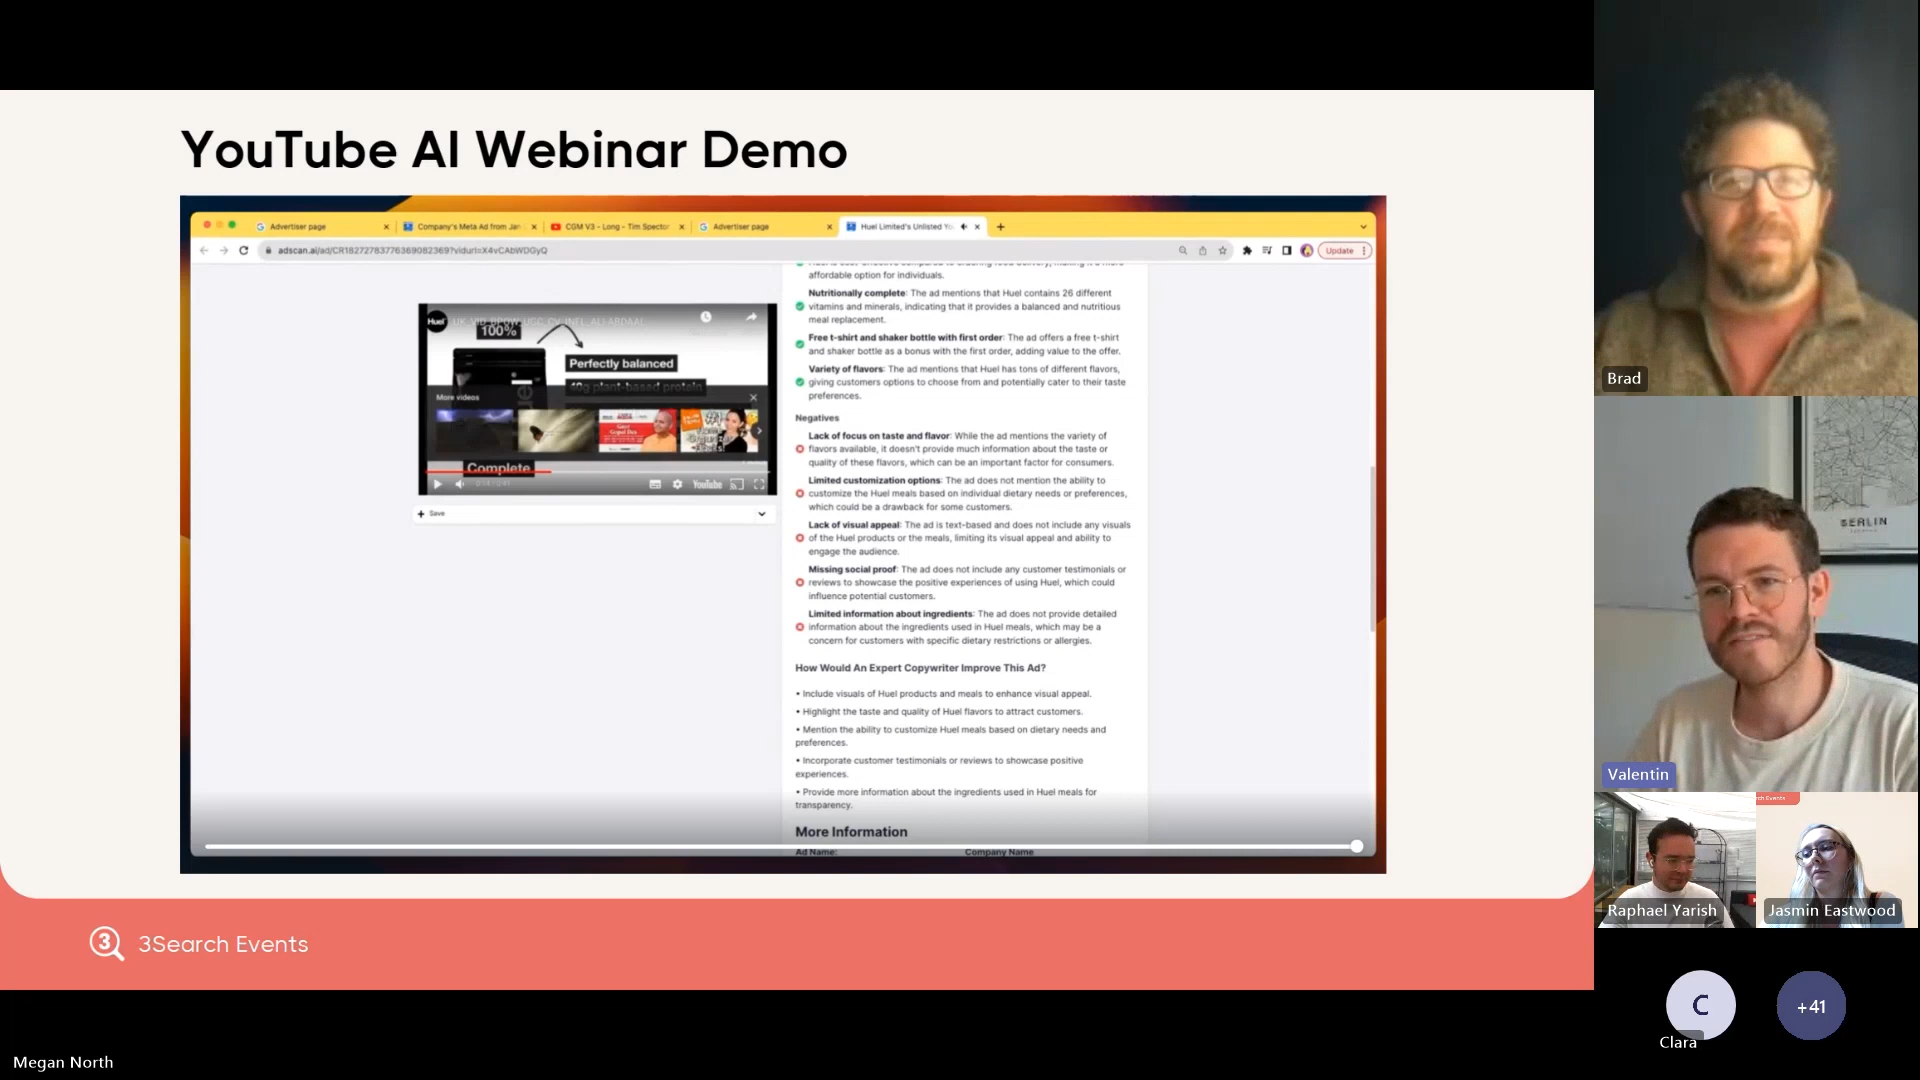 YouTube AI Webinar Demo
Advertiser page
Company's Meta Ad from Jan
CGM V3 - Long - Tim Spector
Advertiser page
Huel Limited's Unlisted Yo
adscan.ai/ad/CR18272783776369082369?vidurl=X4vCAbWDGyQ
Update
affordable option for individuals.
Nutritionally complete: The ad mentions that Huel contains 26 different
vitamins and minerals, indicating that it provides a balanced and nutritious
meal replacement.
Free t-shirt and shaker bottle with first order: The ad offers a free t-shirt
and shaker bottle as a bonus with the first order, adding value to the offer.
Variety of flavors: The ad mentions that Huel has tons of different flavors,
giving customers options to choose from and potentially cater to their taste
preferences.
Negatives
Lack of focus on taste and flavor: While the ad mentions the variety of
flavors available, it doesn't provide much information about the taste or
quality of these flavors, which can be an important factor for consumers.
Limited customization options: The ad does not mention the ability to
customize the Huel meals based on individual dietary needs or preferences,
which could be a drawback for some customers.
Lack of visual appeal: The ad is text-based and does not include any visuals
of the Huel products or the meals, limiting its visual appeal and ability to
engage the audience.
Missing social proof: The ad does not include any customer testimonials or
reviews to showcase the positive experiences of using Huel, which could
influence potential customers.
Limited information about ingredients: The ad does not provide detailed
information about the ingredients used in Huel meals, which may be a
concern for customers with specific dietary restrictions or allergies.
How Would An Expert Copywriter Improve This Ad?
• Include visuals of Huel products and meals to enhance visual appeal.
• Highlight the taste and quality of Huel flavors to attract customers.
• Mention the ability to customize Huel meals based on dietary needs and
preferences.
• Incorporate customer testimonials or reviews to showcase positive
experiences.
• Provide more information about the ingredients used in Huel meals for
transparency.
More Information
Ad Name:
Company Name
Huel
100%
Perfectly balanced
40g plant-based protein
More videos
Complete
YouTube
Save
3 3Search Events
Megan North
Brad
BERLIN
Valentin
Raphael Yarish
Jasmin Eastwood
C
Clara
+41